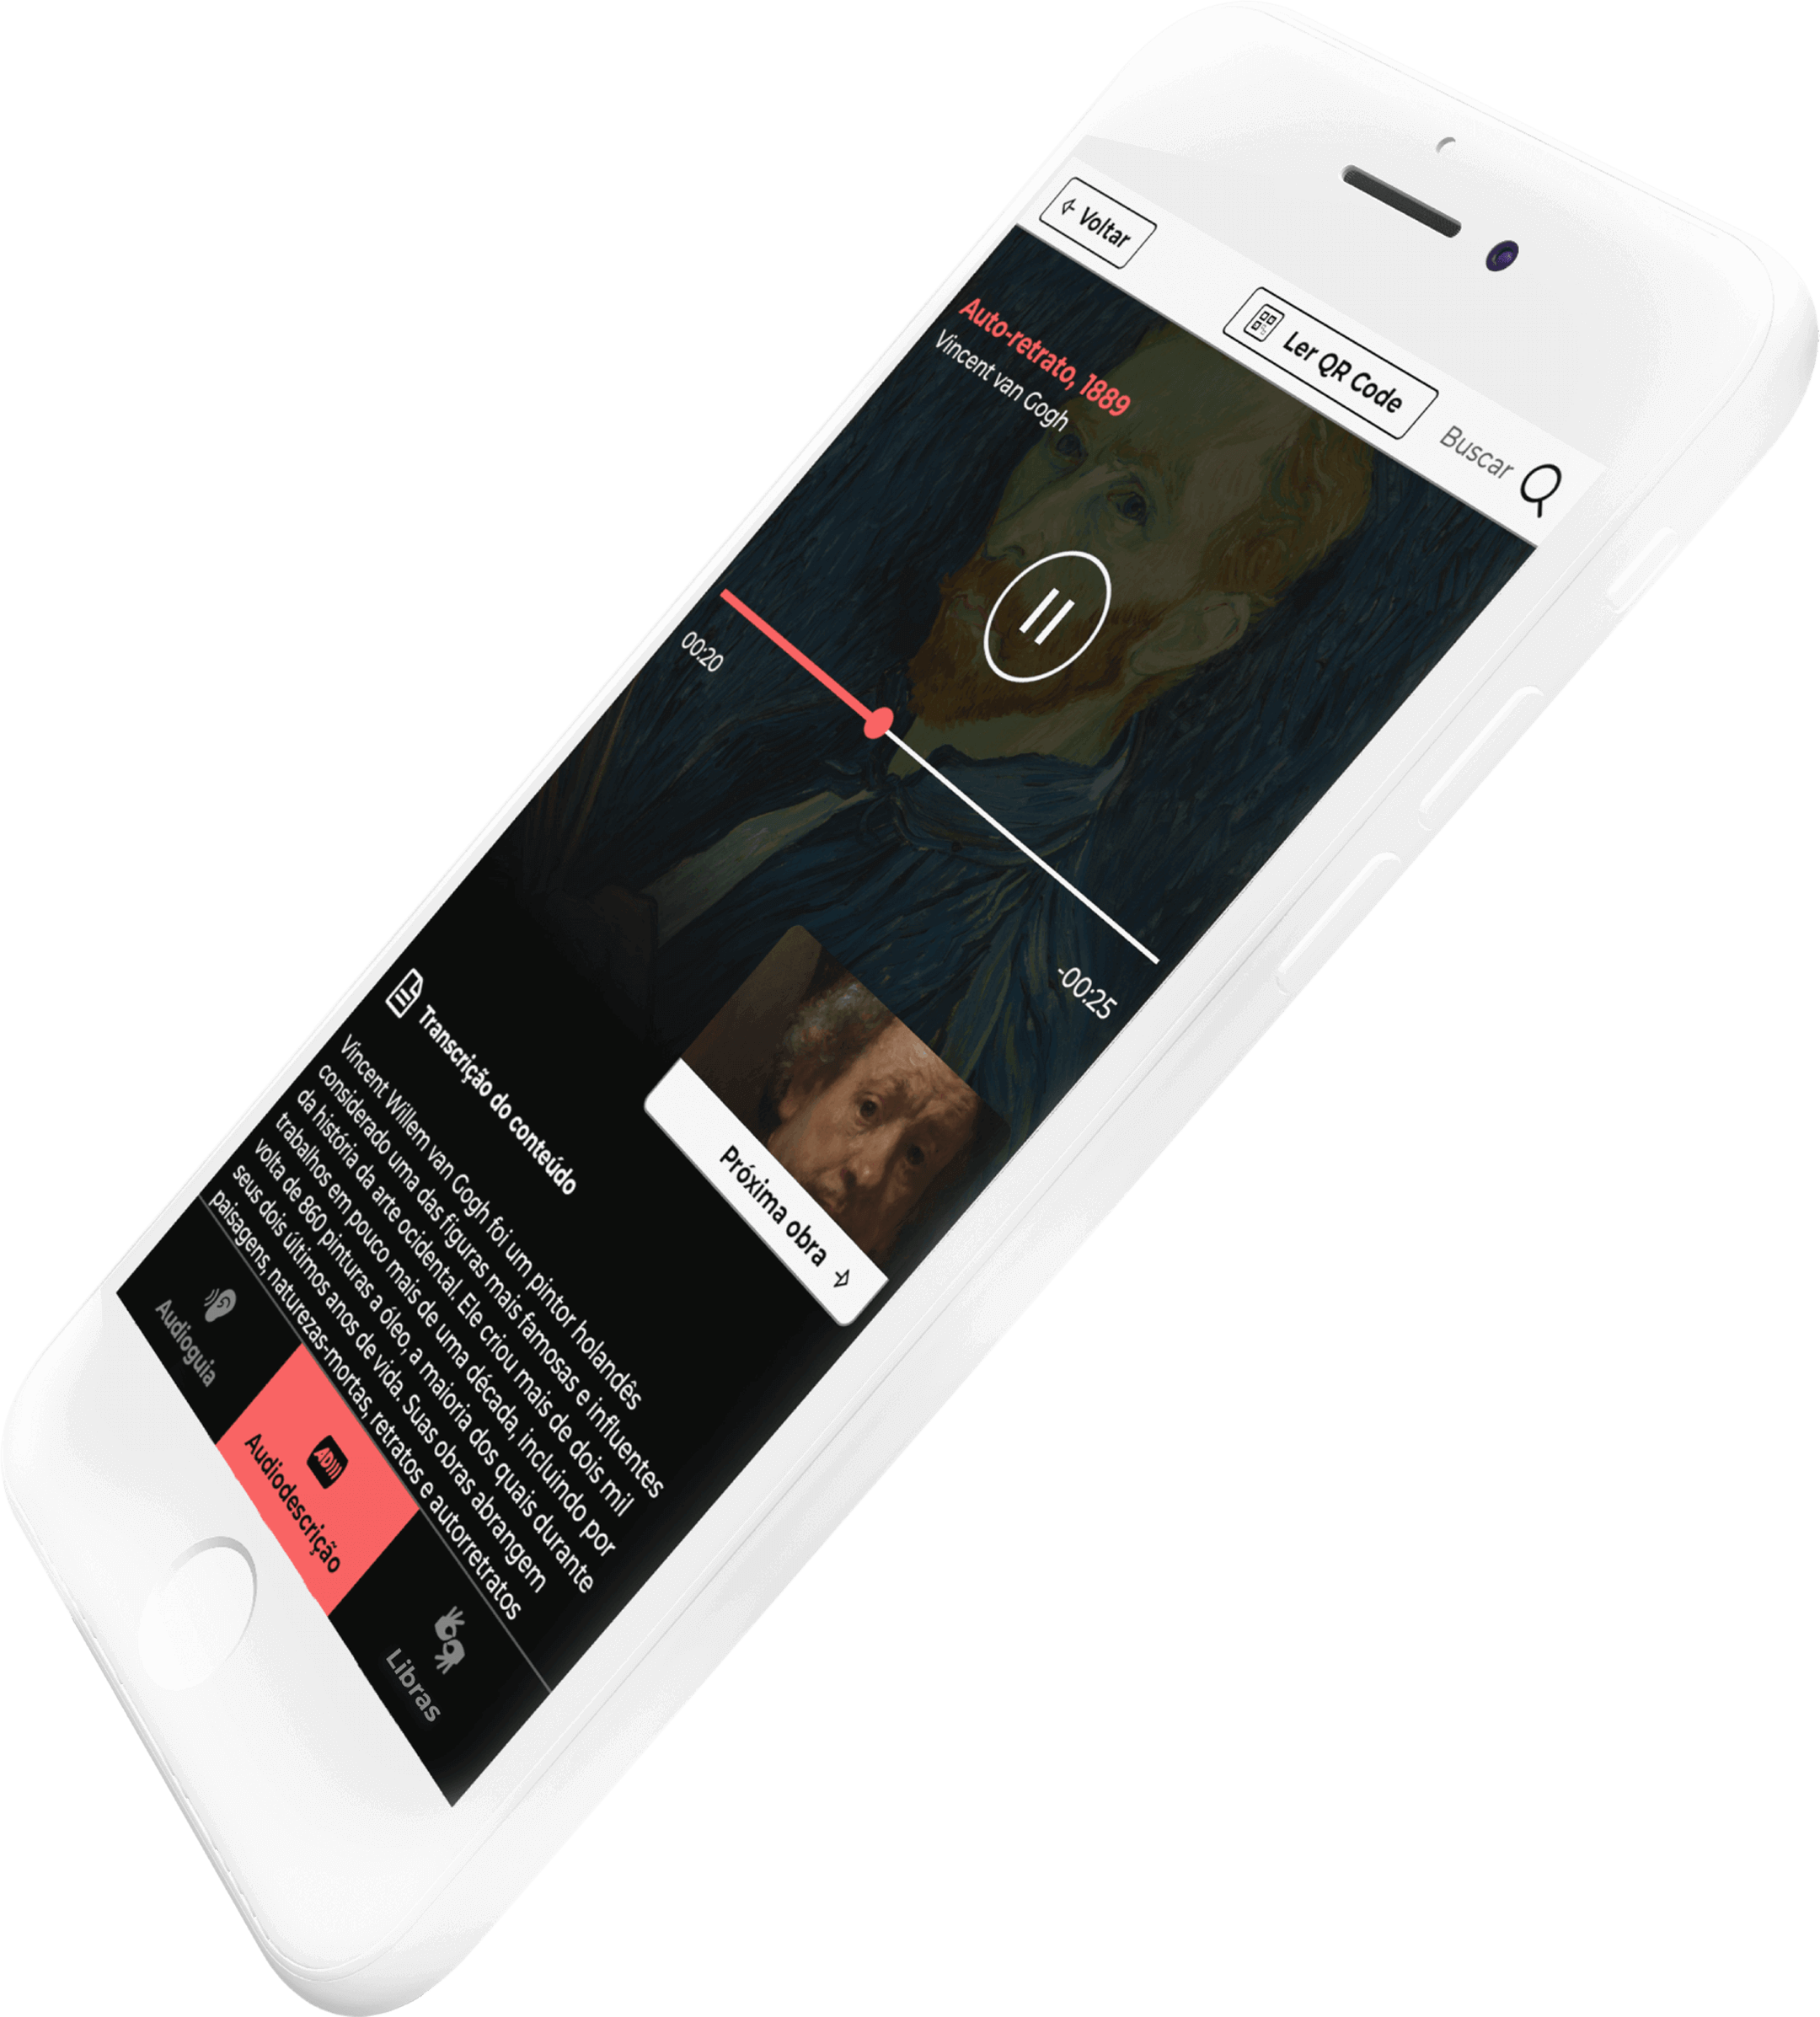 Voltar
Ler QR Code
Buscar
Auto-retrato, 1889
Vincent van Gogh
00:20
-00:25
Próxima obra
Transcrição do conteúdo
Vincent Willem van Gogh foi um pintor holandês
considerado uma das figuras mais famosas e influentes
da história da arte ocidental. Ele criou mais de dois mil
trabalhos em pouco mais de uma década, incluindo por
volta de 860 pinturas a óleo, a maioria dos quais durante
seus dois últimos anos de vida. Suas obras abrangem
paisagens, naturezas-mortas, retratos e autorretratos
Audioguia
AD
Audiodescrição
Libras